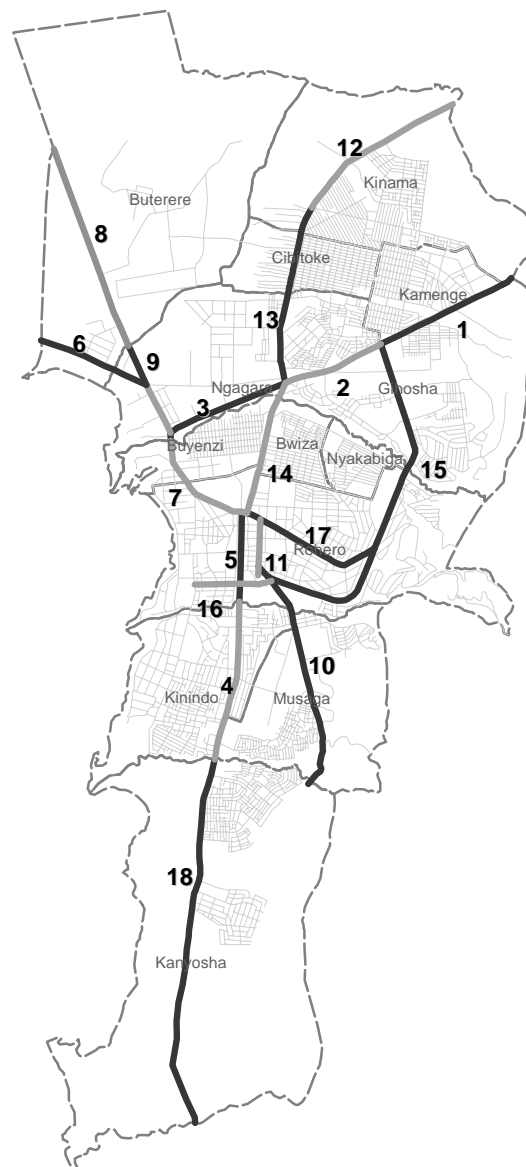 12
Kinama
Buterere
8
Cibitoke
Kamenge
13
1
6
9
2
Ngagara
Gihosha
3
Buyenzi
Bwiza
Nyakabiga
14
15
7
17
5
Rohero
11
16
10
4
Kinindo
Musaga
18
Kanyosha